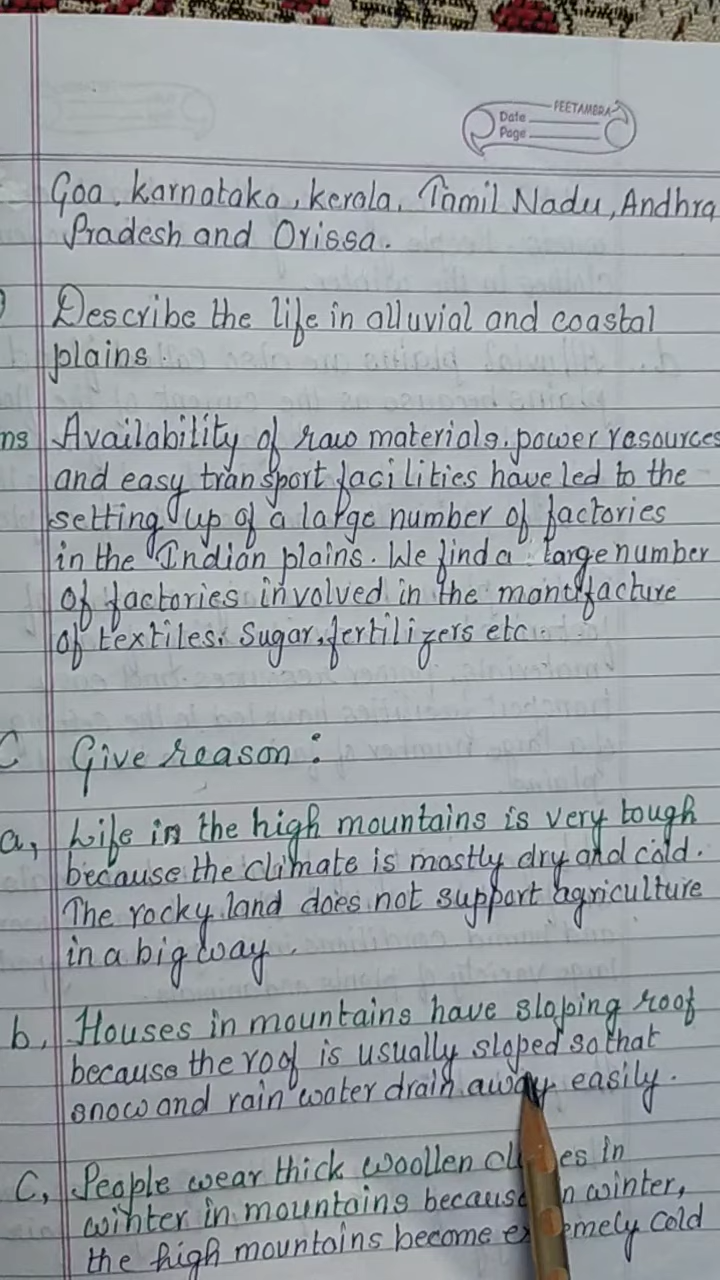 PEETAMBRA
Date
Page
Goa, Karnataka, Kerala, Tamil Nadu, Andhra
Pradesh and Orissa.
Describe the life in alluvial and coastal
plains.
ns Availability of raw materials, power resources
and easy transport facilities have led to the
setting up of a large number of factories
in the Indian plains. We find a large number
of factories involved in the manufacture
of textiles, Sugar, fertilizers etc.
C Give reason :
a, Life in the high mountains is very tough
because the climate is mostly dry and cold.
The rocky land does not support agriculture
in a big way.
b, Houses in mountains have sloping roof
because the roof is usually sloped so that
snow and rain water drain away easily.
C, People wear thick woollen cl es in
winter in mountains because n winter,
the high mountains become ex emely cold